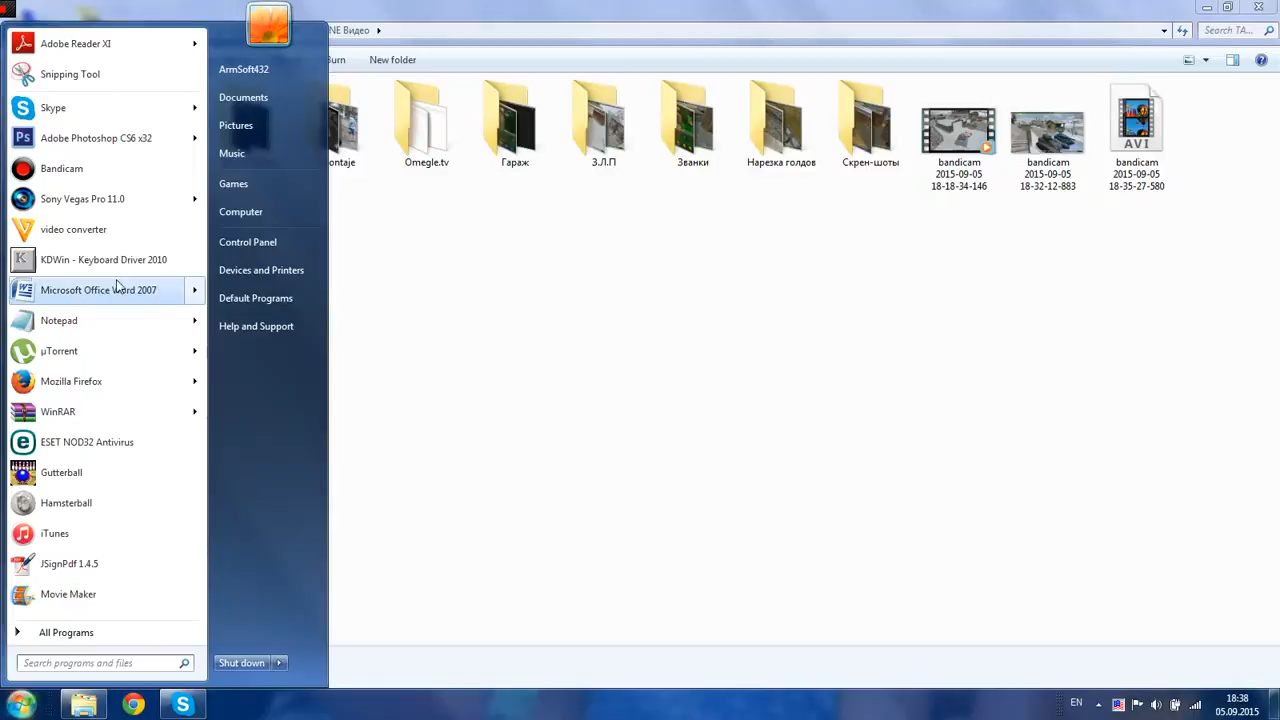 NE Видео
Search TA...
Burn
New folder
Adobe Reader XI
Snipping Tool
Skype
Adobe Photoshop CS6 x32
Bandicam
Sony Vegas Pro 11.0
video converter
KDWin - Keyboard Driver 2010
Microsoft Office Word 2007
Notepad
µTorrent
Mozilla Firefox
WinRAR
ESET NOD32 Antivirus
Gutterball
Hamsterball
iTunes
JSignPdf 1.4.5
Movie Maker
All Programs
Search programs and files
ArmSoft432
Documents
Pictures
Music
Games
Computer
Control Panel
Devices and Printers
Default Programs
Help and Support
Shut down
ontaje
Omegle.tv
Гараж
З.Л.П
Званки
Нарезка голдов
Скрен-шоты
bandicam
2015-09-05
18-18-34-146
bandicam
2015-09-05
18-32-12-883
AVI
bandicam
2015-09-05
18-35-27-580
EN
18:38
05.09.2015